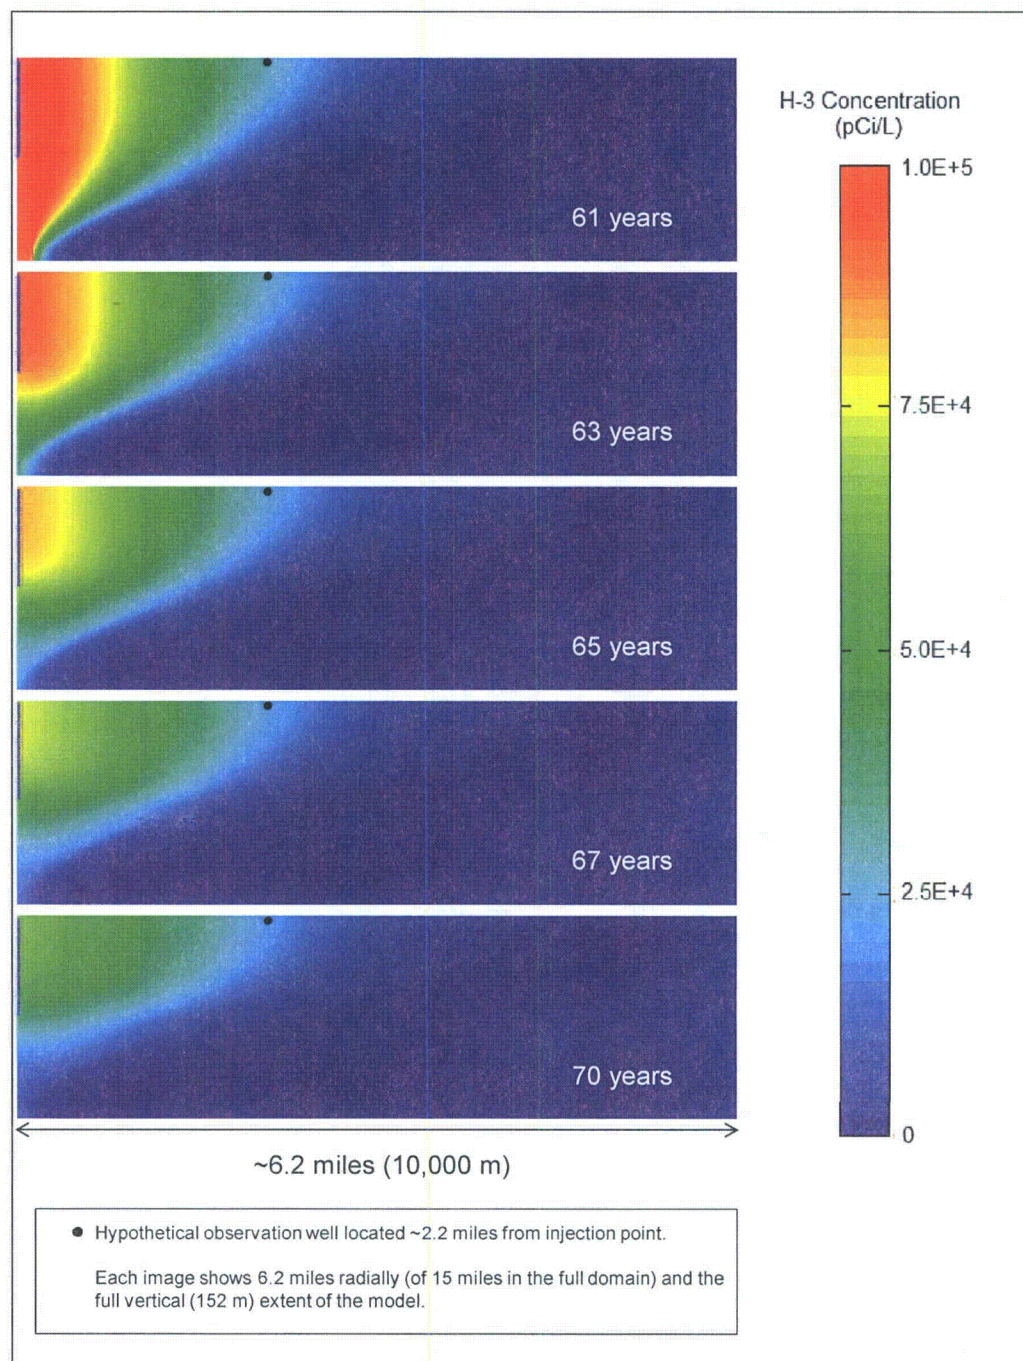 H-3 Concentration
(pCi/L)
1.0E+5
61 years
7.5E+4
63 years
5.0E+4
65 years
67 years
2.5E+4
70 years
0
~6.2 miles (10,000 m)
● Hypothetical observation well located ~2.2 miles from injection point.
Each image shows 6.2 miles radially (of 15 miles in the full domain) and the
full vertical (152 m) extent of the model.